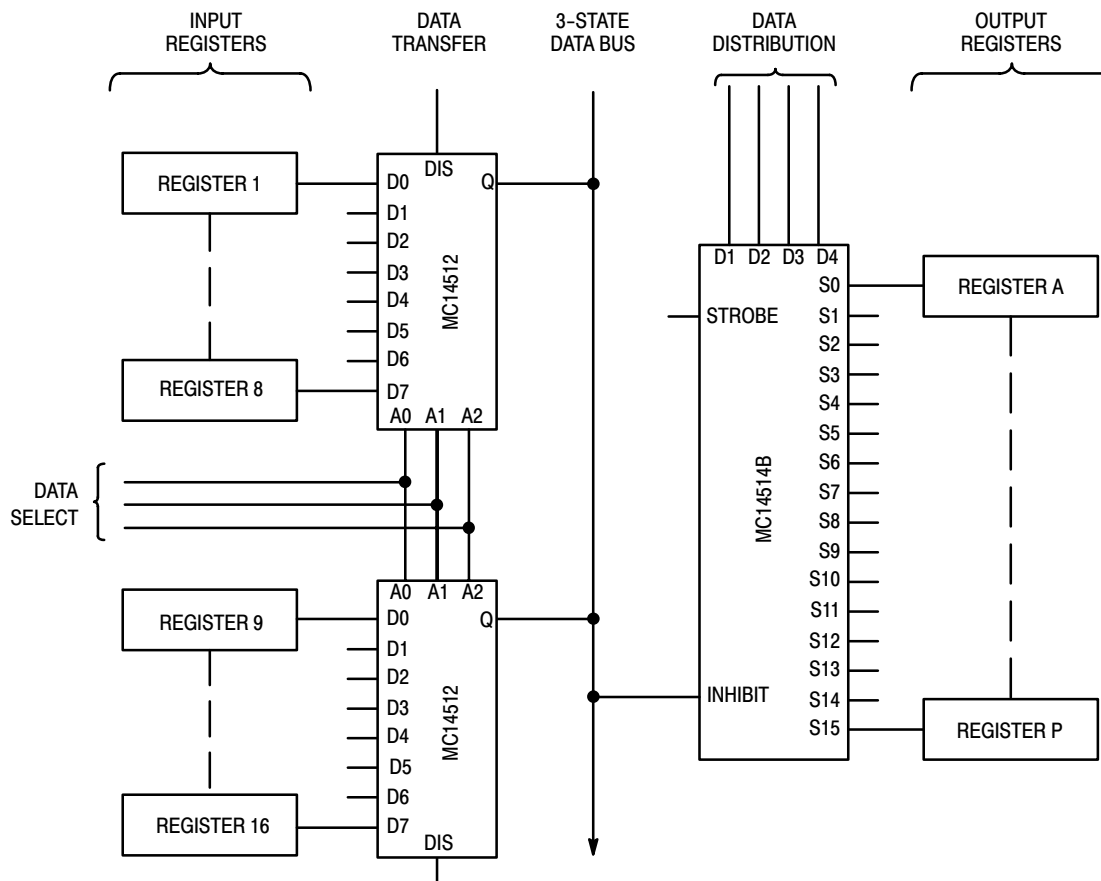 INPUT
REGISTERS
DATA
TRANSFER
3-STATE
DATA BUS
DATA
DISTRIBUTION
OUTPUT
REGISTERS
REGISTER 1
REGISTER 8
DIS
D0
Q
D1
D2
D3
D4
D5
D6
D7
MC14512
A0 A1 A2
DATA
SELECT
A0 A1 A2
REGISTER 9
REGISTER 16
D0
Q
D1
D2
D3
D4
D5
D6
D7
MC14512
DIS
D1 D2 D3 D4
STROBE
MC14514B
INHIBIT
S0
S1
S2
S3
S4
S5
S6
S7
S8
S9
S10
S11
S12
S13
S14
S15
REGISTER A
REGISTER P